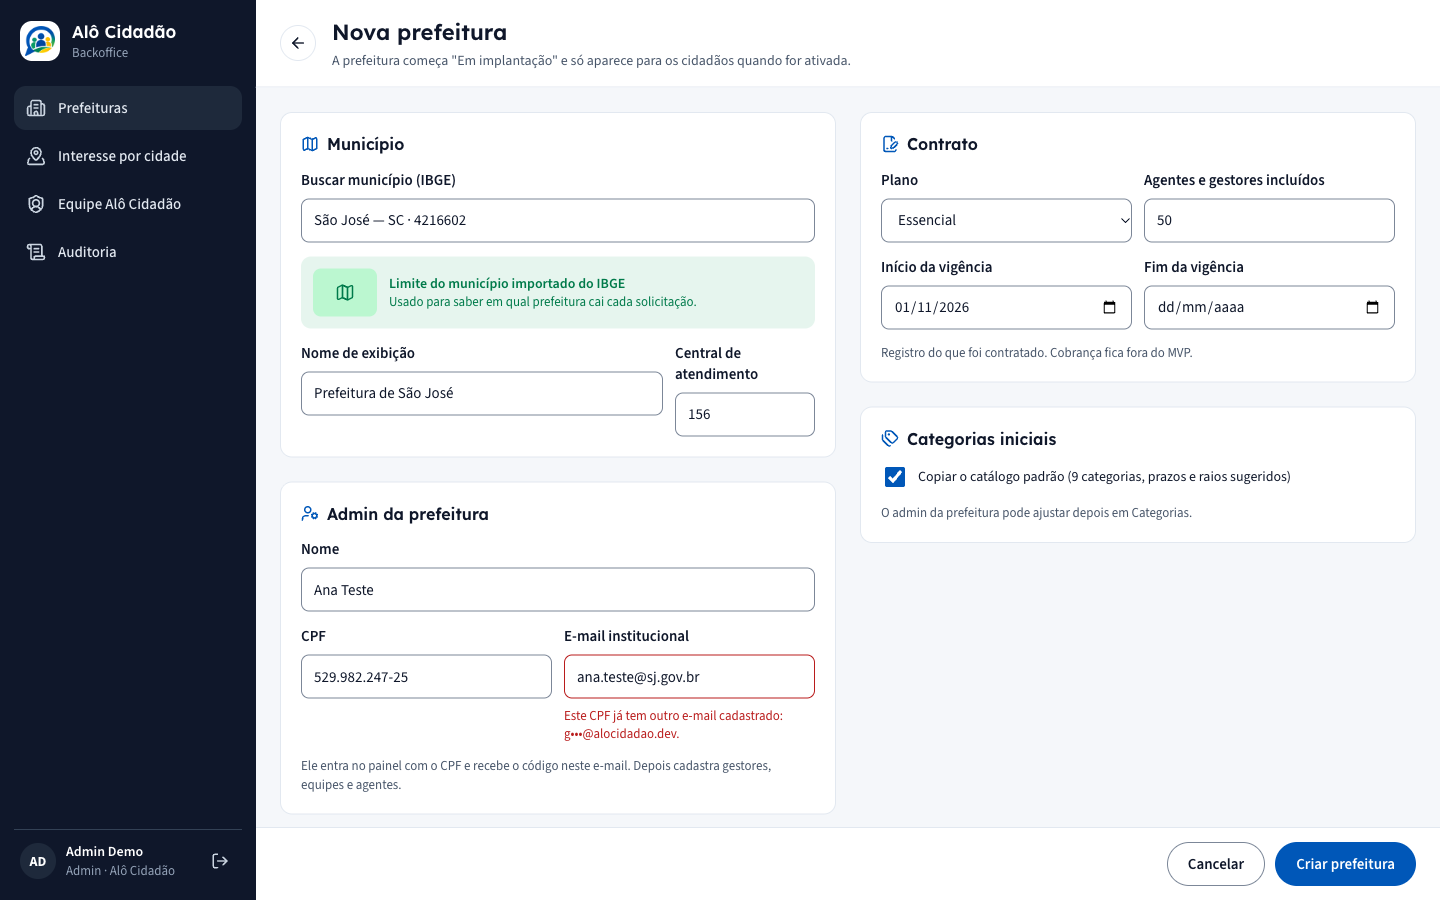 Alô Cidadão
Backoffice
Prefeituras
Interesse por cidade
Equipe Alô Cidadão
Auditoria
AD
Admin Demo
Admin · Alô Cidadão
Nova prefeitura
A prefeitura começa "Em implantação" e só aparece para os cidadãos quando for ativada.
Município
Buscar município (IBGE)
São José — SC · 4216602
Limite do município importado do IBGE
Usado para saber em qual prefeitura cai cada solicitação.
Nome de exibição
Prefeitura de São José
Central de
atendimento
156
Admin da prefeitura
Nome
Ana Teste
CPF
529.982.247-25
E-mail institucional
ana.teste@sj.gov.br
Este CPF já tem outro e-mail cadastrado:
g•••@alocidadao.dev.
Ele entra no painel com o CPF e recebe o código neste e-mail. Depois cadastra gestores,
equipes e agentes.
Contrato
Plano
Essencial
Agentes e gestores incluídos
50
Início da vigência
01/11/2026
Fim da vigência
dd/mm/aaaa
Registro do que foi contratado. Cobrança fica fora do MVP.
Categorias iniciais
Copiar o catálogo padrão (9 categorias, prazos e raios sugeridos)
O admin da prefeitura pode ajustar depois em Categorias.
Cancelar
Criar prefeitura